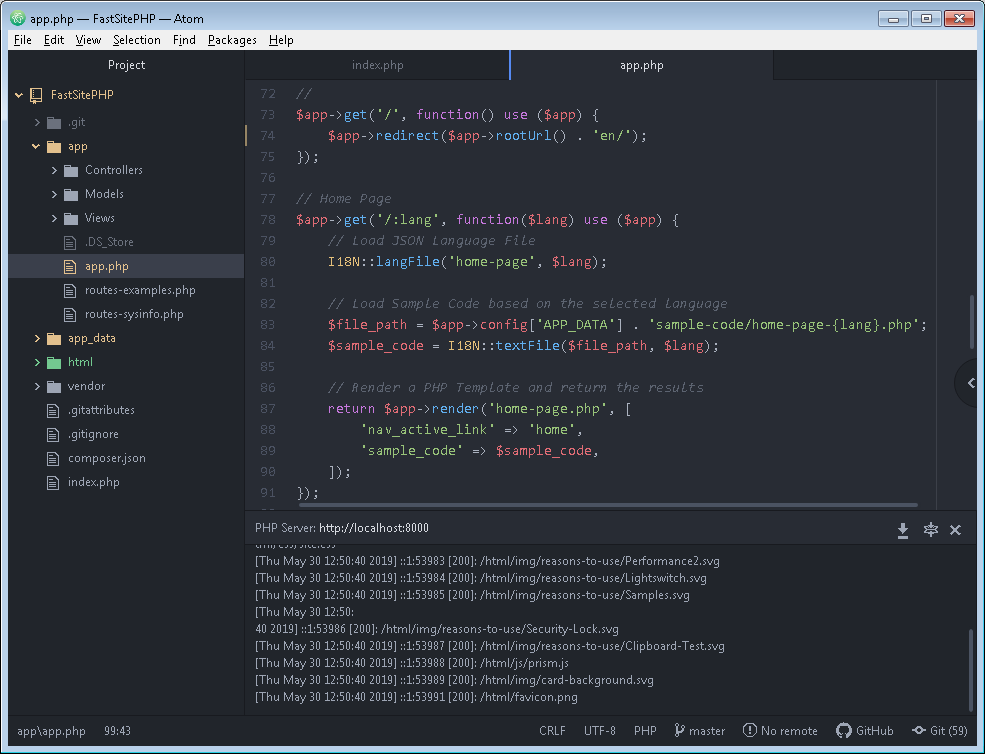 app.php — FastSitePHP — Atom
File Edit View Selection Find Packages Help
Project
FastSitePHP
.git
app
Controllers
Models
Views
.DS_Store
app.php
routes-examples.php
routes-sysinfo.php
app_data
html
vendor
.gitattributes
.gitignore
composer.json
index.php
index.php app.php
72 //
73 $app->get('/', function() use ($app) {
74 $app->redirect($app->rootUrl() . 'en/');
75 });
76
77 // Home Page
78 $app->get('/:lang', function($lang) use ($app) {
79 // Load JSON Language File
80 I18N::langFile('home-page', $lang);
81
82 // Load Sample Code based on the selected language
83 $file_path = $app->config['APP_DATA'] . 'sample-code/home-page-{lang}.php';
84 $sample_code = I18N::textFile($file_path, $lang);
85
86 // Render a PHP Template and return the results
87 return $app->render('home-page.php', [
88 'nav_active_link' => 'home',
89 'sample_code' => $sample_code,
90 ]);
91 });
PHP Server: http://localhost:8000
[Thu May 30 12:50:40 2019] ::1:53983 [200]: /html/img/reasons-to-use/Performance2.svg
[Thu May 30 12:50:40 2019] ::1:53984 [200]: /html/img/reasons-to-use/Lightswitch.svg
[Thu May 30 12:50:40 2019] ::1:53985 [200]: /html/img/reasons-to-use/Samples.svg
[Thu May 30 12:50:
40 2019] ::1:53986 [200]: /html/img/reasons-to-use/Security-Lock.svg
[Thu May 30 12:50:40 2019] ::1:53987 [200]: /html/img/reasons-to-use/Clipboard-Test.svg
[Thu May 30 12:50:40 2019] ::1:53988 [200]: /html/js/prism.js
[Thu May 30 12:50:40 2019] ::1:53989 [200]: /html/img/card-background.svg
[Thu May 30 12:50:40 2019] ::1:53991 [200]: /html/favicon.png
app\app.php 99:43 CRLF UTF-8 PHP master No remote GitHub Git (59)